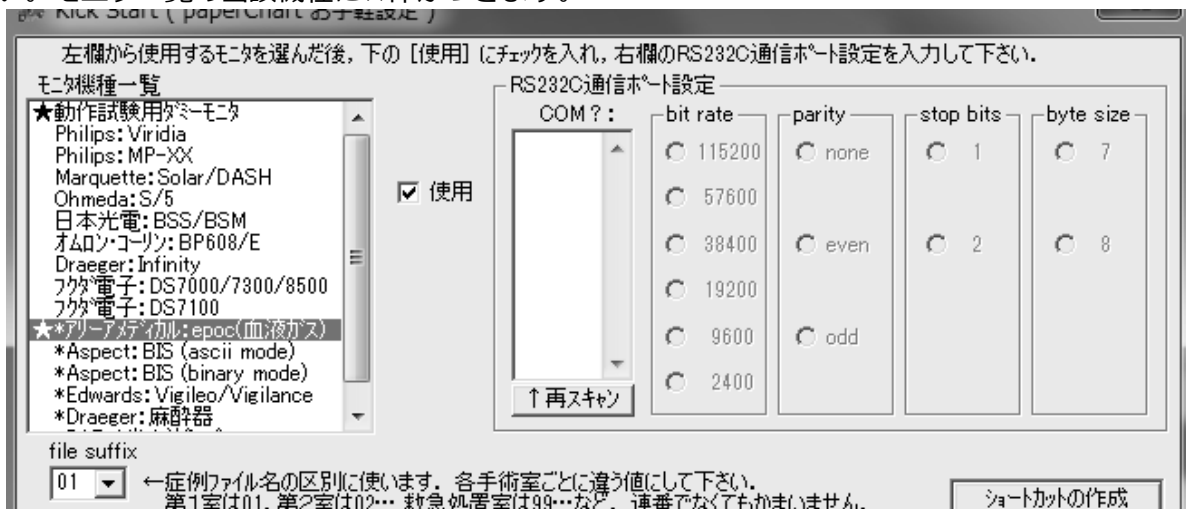 Kick Start ( paperChart お手軽設定 )
左欄から使用するモニタを選んだ後，下の［使用］にチェックを入れ，右欄のRS232C通信ポート設定を入力して下さい．
モニタ機種一覧
★動作試験用ダミーモニタ
Philips: Viridia
Philips: MP-XX
Marquette: Solar/DASH
Ohmeda: S/5
日本光電: BSS/BSM
オムロン・コーリン: BP608/E
Draeger: Infinity
フクダ電子: DS7000/7300/8500
フクダ電子: DS7100
★*アリーアメディカル: epoc(血液ガス)
*Aspect: BIS (ascii mode)
*Aspect: BIS (binary mode)
*Edwards: Vigileo/Vigilance
*Draeger: 麻酔器
使用
RS232C通信ポート設定
COM ? :
↑再スキャン
bit rate
115200
57600
38400
19200
9600
2400
parity
none
even
odd
stop bits
1
2
byte size
7
8
file suffix
01
←症例ファイル名の区別に使います．各手術室ごとに違う値にして下さい．
第1室は01，第2室は02… 救急処置室は99…など，連番でなくてもかまいません．
ショートカットの作成